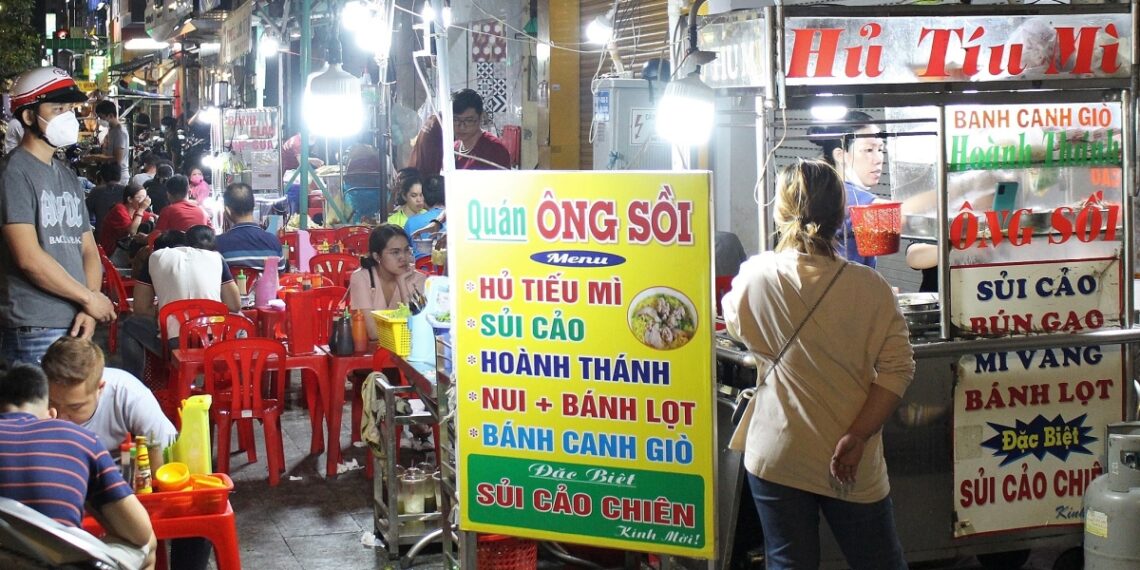 Hủ Tíu Mì
BANH CANH GIÒ
Hoành Thánh
ÔNG SỒI
SỦI CẢO
BÚN GẠO
MÌ VÀNG
BÁNH LỌT
Đặc Biệt
SỦI CẢO CHIÊN
Quán ÔNG SỒI
Menu
* HỦ TIẾU MÌ
* SỦI CẢO
* HOÀNH THÁNH
* NUI + BÁNH LỌT
* BÁNH CANH GIÒ
Đặc Biệt
SỦI CẢO CHIÊN
Kính Mời!